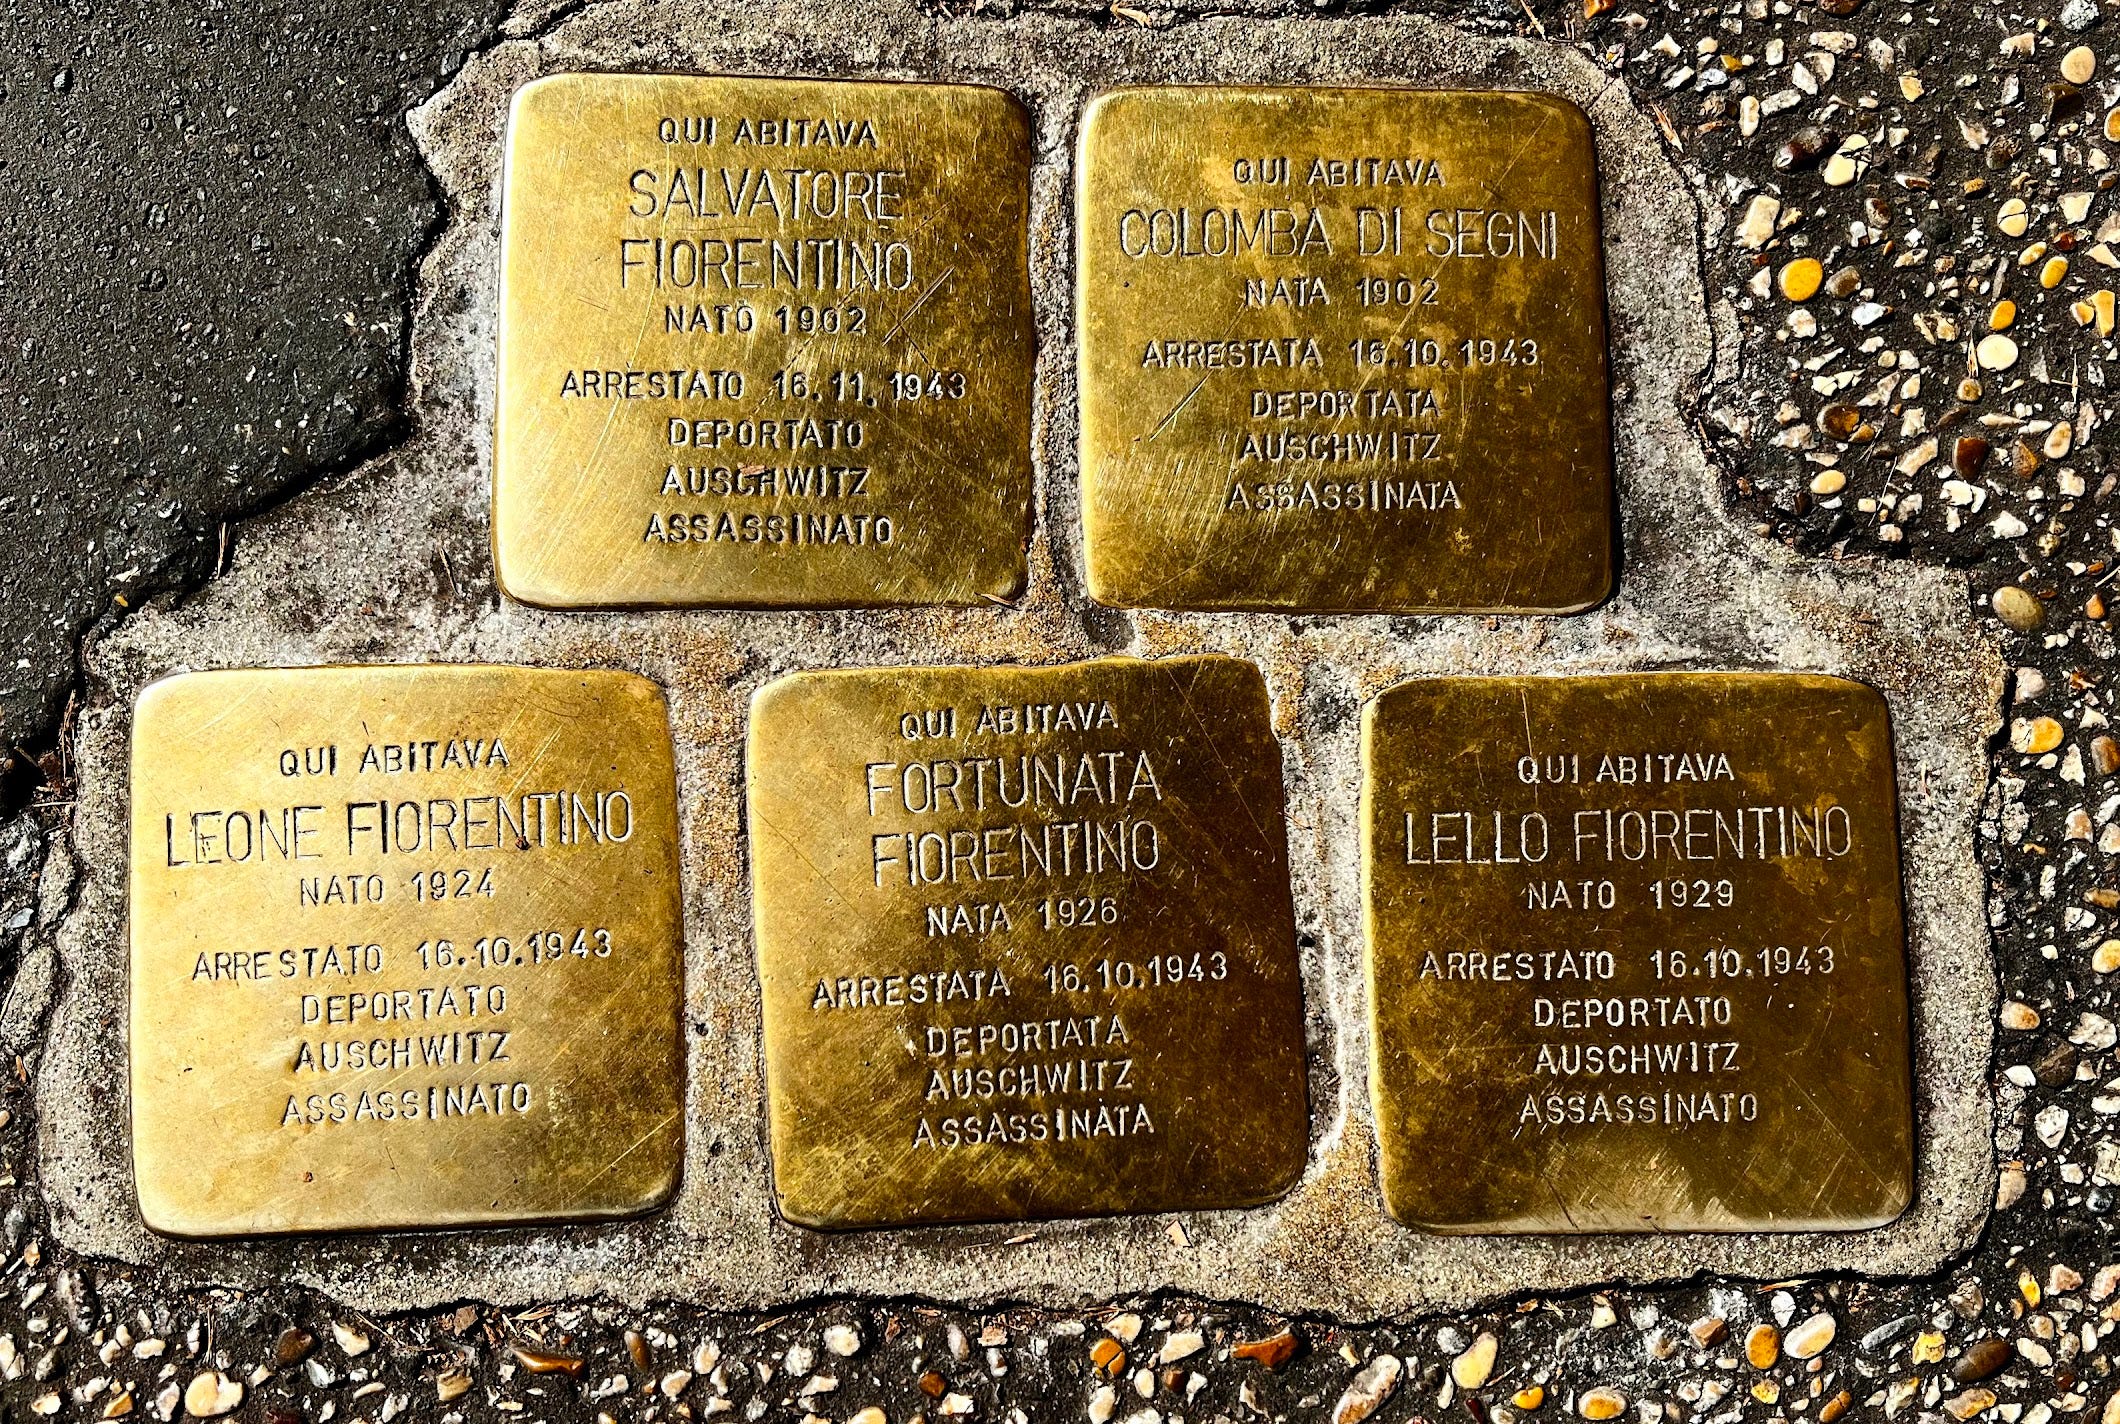 QUI ABITAVA
SALVATORE
FIORENTINO
NATO 1902
ARRESTATO 16.11.1943
DEPORTATO
AUSCHWITZ
ASSASSINATO
QUI ABITAVA
COLOMBA DI SEGNI
NATA 1902
ARRESTATA 16.10.1943
DEPORTATA
AUSCHWITZ
ASSASSINATA
QUI ABITAVA
LEONE FIORENTINO
NATO 1924
ARRESTATO 16.10.1943
DEPORTATO
AUSCHWITZ
ASSASSINATO
QUI ABITAVA
FORTUNATA
FIORENTINO
NATA 1926
ARRESTATA 16.10.1943
DEPORTATA
AUSCHWITZ
ASSASSINATA
QUI ABITAVA
LELLO FIORENTINO
NATO 1929
ARRESTATO 16.10.1943
DEPORTATO
AUSCHWITZ
ASSASSINATO